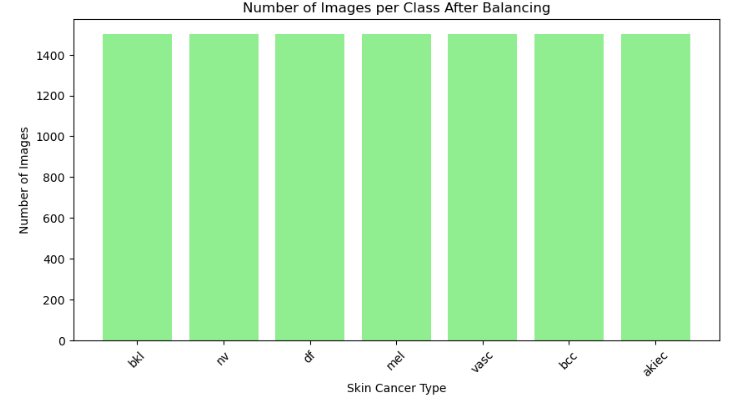 Number of Images per Class After Balancing
Number of Images
1400
1200
1000
800
600
400
200
0
bkl
nv
df
mel
vasc
bcc
akiec
Skin Cancer Type